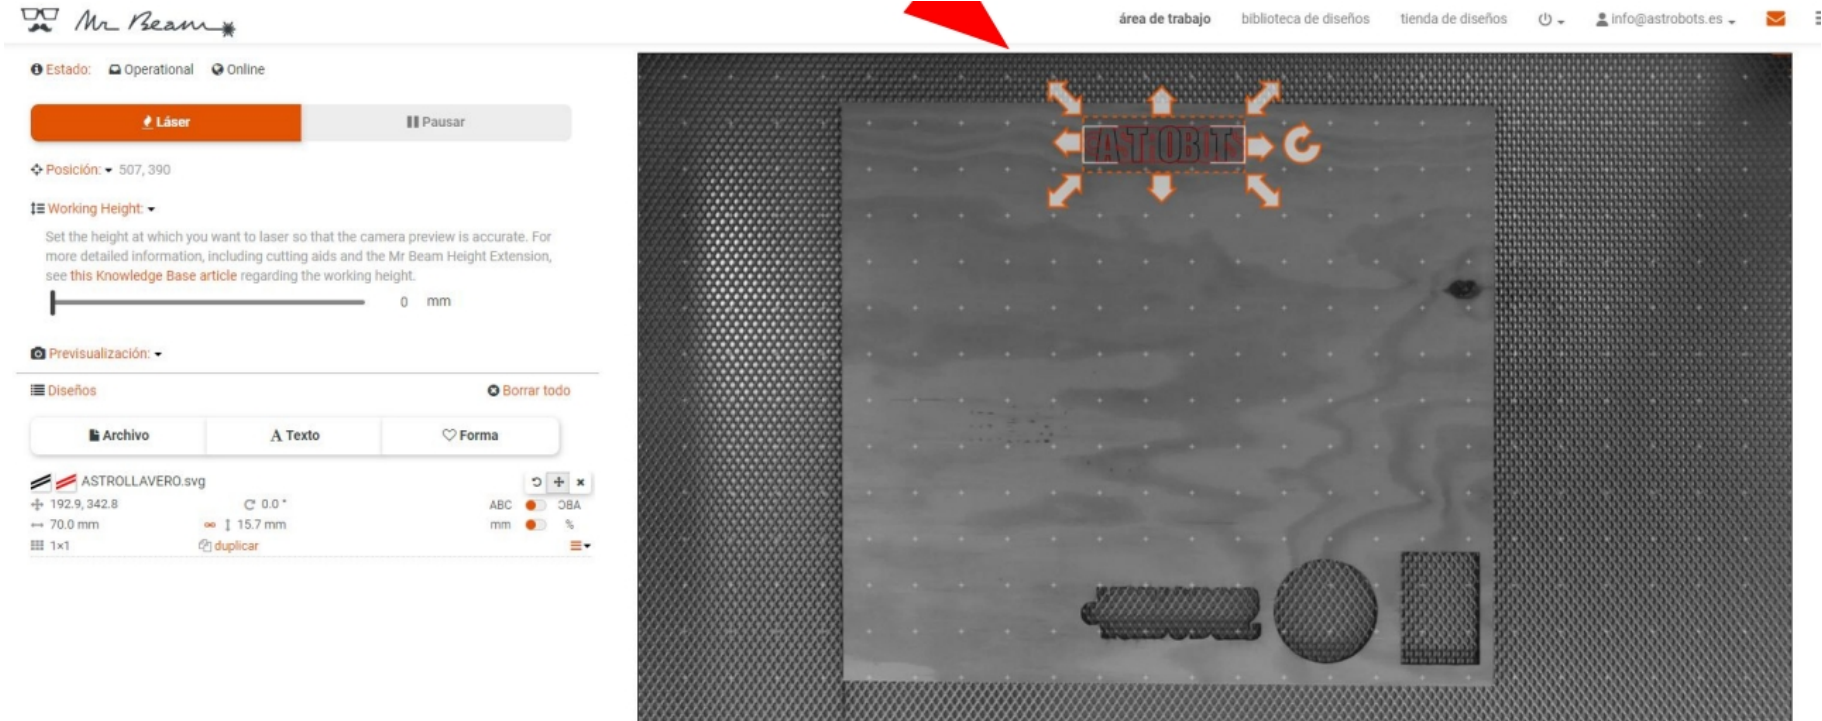 Mr Beam
área de trabajo
biblioteca de diseños
tienda de diseños
info@astrobots.es
Estado: Operational Online
Láser
Pausar
Posición: 507, 390
Working Height:
Set the height at which you want to laser so that the camera preview is accurate. For
more detailed information, including cutting aids and the Mr Beam Height Extension,
see this Knowledge Base article regarding the working height.
0 mm
Previsualización:
Diseños
Borrar todo
Archivo
A Texto
Forma
ASTROLLAVERO.svg
192.9, 342.8
0.0 °
ABC
ƆBA
70.0 mm
15.7 mm
mm
%
1×1
duplicar
ASTROBOTS